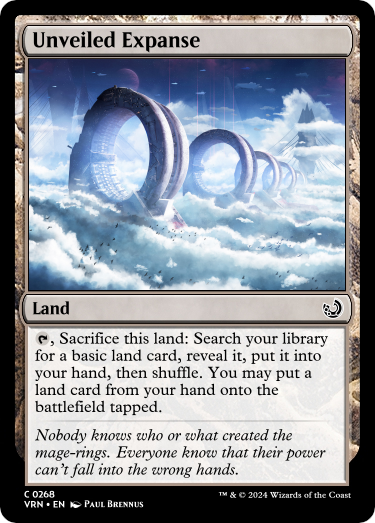 Unveiled Expanse
Land
, Sacrifice this land: Search your library
for a basic land card, reveal it, put it into
your hand, then shuffle. You may put a
land card from your hand onto the
battlefield tapped.
Nobody knows who or what created the
mage-rings. Everyone know that their power
can't fall into the wrong hands.
C 0268
VRN • EN PAUL BRENNUS
™ & © 2024 Wizards of the Coast